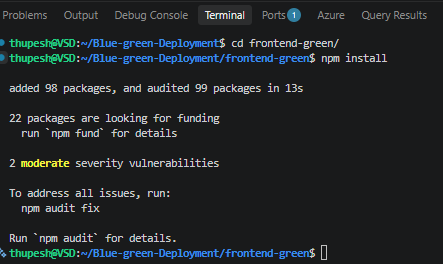 Problems Output Debug Console Terminal Ports 1 Azure Query Results
thupesh@VSD:~/Blue-green-Deployment$ cd frontend-green/
thupesh@VSD:~/Blue-green-Deployment/frontend-green$ npm install
added 98 packages, and audited 99 packages in 13s
22 packages are looking for funding
run `npm fund` for details
2 moderate severity vulnerabilities
To address all issues, run:
npm audit fix
Run `npm audit` for details.
thupesh@VSD:~/Blue-green-Deployment/frontend-green$